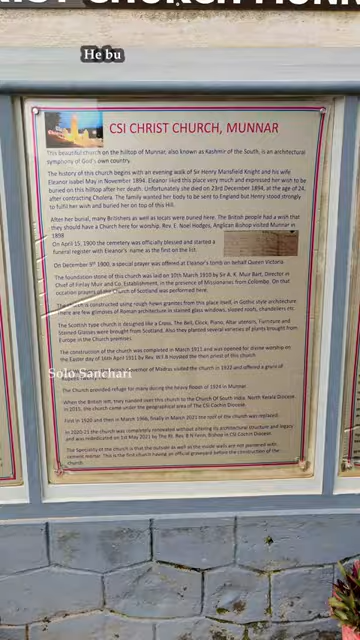 He bu
CSI CHRIST CHURCH, MUNNAR
This beautiful church on the hilltop of Munnar, also known as Kashmir of the South, is an architectural
symphony of God's own country.
The history of this church begins with an evening walk of Sir Henry Mansfield Knight and his wife
Eleanor Isabel May in November 1894. Eleanor liked this place very much and expressed her wish to be
buried on this hilltop after her death. Unfortunately she died on 23rd December 1894, at the age of 24,
after contracting Cholera. The family wanted her body to be sent to England but Henry stood strongly
to fulfil her wish and buried her on top of this Hill.
After her burial, many Britishers as well as locals were buried here. The British people had a wish that
they should have a Church here for worship. Rev. E. Noel Hodges, Anglican Bishop visited Munnar in
1898
On April 15, 1900 the cemetery was officially blessed and started a
funeral register with Eleanor's name as the first on the list.
On December 9th 1900, a special prayer was offered at Eleanor's tomb on behalf Queen Victoria.
The foundation stone of this church was laid on 10th March 1910 by Sir A. K. Muir Bart, Director in
Chief of Finlay Muir and Co. Establishment, in the presence of Missionaries from Colombo. On that
occation prayers of the Church of Scotland was performed here.
The church is constructed using rough hewn granites from this place itself, in Gothic style architecture.
There are few glimpses of Roman architecture in stained glass windows, sloped roofs, chandeliers etc.
The Scottish type church is designed like a Cross. The Bell, Clock, Piano, Altar utensils, Furniture and
Stained Glasses were brought from Scotland. Also they planted several varieties of plants brought from
Europe in the Church premises.
The construction of the church was completed in March 1911 and was opened for divine worship on
the Easter day of 16th April 1911 by Rev. the then priest of this church.
Governor of Madras visited the church in 1922 and offered a grant of
Rupees
Solo Sanchari
The Church provided refuge for many during the heavy floods of 1924 in Munnar.
When the British left, they handed over this church to the Church Of South India, North Kerala Diocese.
In 2015, the church came under the geographical area of The CSI Cochin Diocese.
First in 1920 and then in March 1966, finally in March 2021 the roof of the church was replaced.
In 2020-21 the church was completely renovated without altering its architectural structure and legacy
and was rededicated on 1st May 2021 by The Rt. Rev. B N Fenn, Bishop in CSI Cochin Diocese.
The Speciality of the church is that the outside as well as the inside walls are not plastered with
cement mortar. This is the first church having an official graveyard before the construction of the
church.